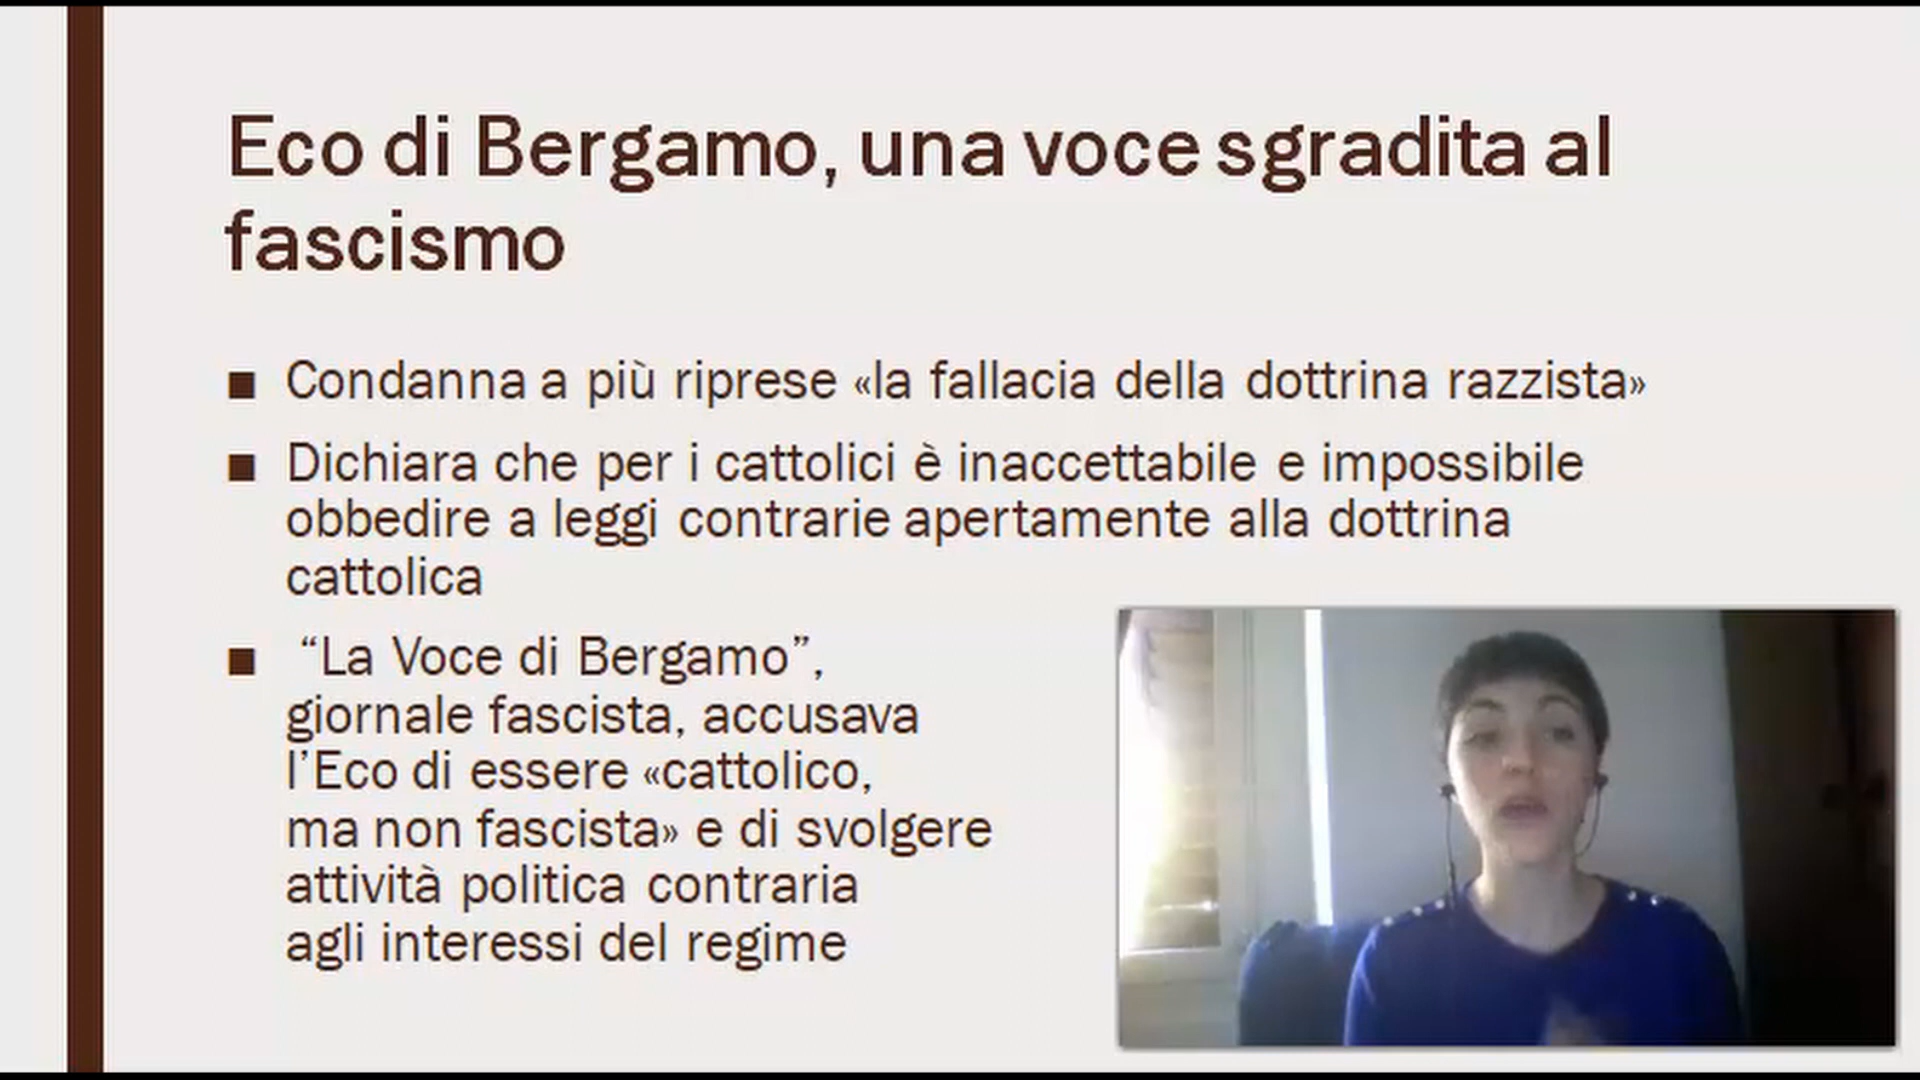 Eco di Bergamo, una voce sgradita al
fascismo
■ Condanna a più riprese «la fallacia della dottrina razzista»
■ Dichiara che per i cattolici è inaccettabile e impossibile
obbedire a leggi contrarie apertamente alla dottrina
cattolica
■ “La Voce di Bergamo”,
giornale fascista, accusava
l’Eco di essere «cattolico,
ma non fascista» e di svolgere
attività politica contraria
agli interessi del regime